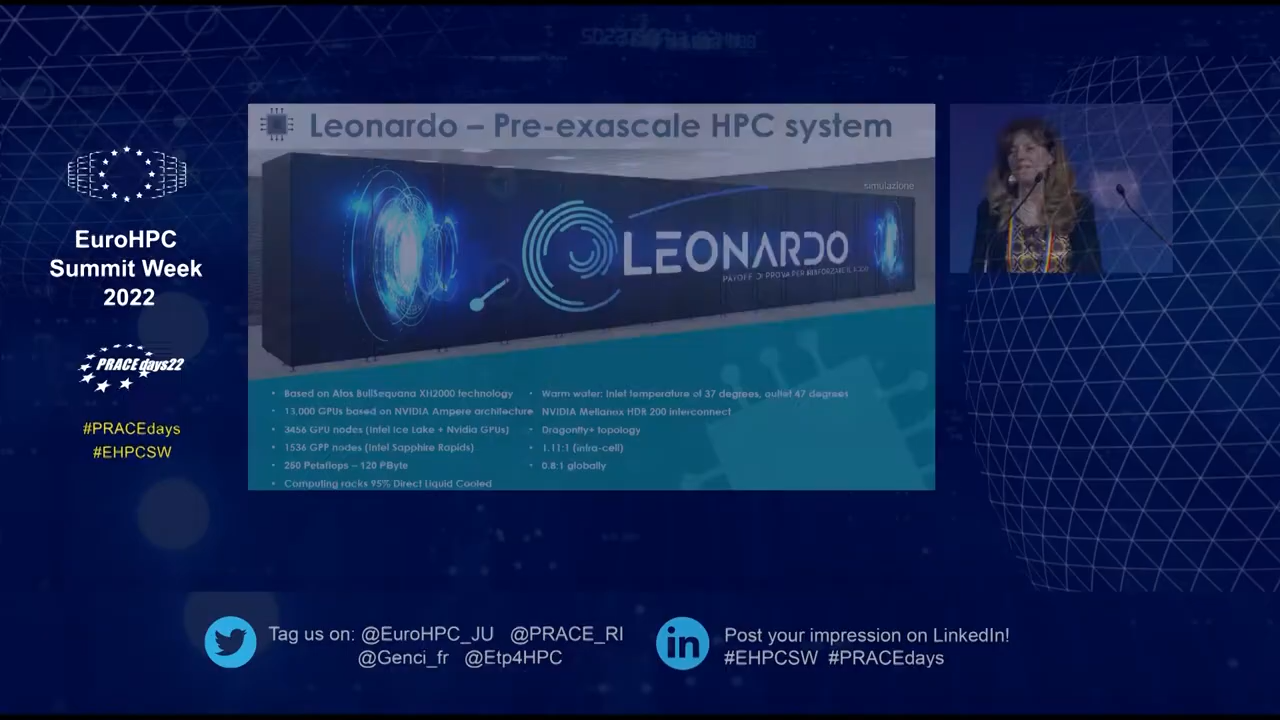 EuroHPC
Summit Week
2022
PRACEdays22
#PRACEdays
#EHPCSW
Leonardo – Pre-exascale HPC system
simulazione
LEONARDO
• Based on Atos BullSequana XH2000 technology
• 13,000 GPUs based on NVIDIA Ampere architecture
• 3456 GPU nodes (Intel Ice Lake + Nvidia GPUs)
• 1536 GPP nodes (Intel Sapphire Rapids)
• 250 Petaflops – 120 PByte
• Computing racks 95% Direct Liquid Cooled
• Warm water: Inlet temperature of 37 degrees, outlet 47 degrees
NVIDIA Mellanox HDR 200 interconnect
• Dragonfly+ topology
• 1.11:1 (intra-cell)
• 0.8:1 globally
Tag us on: @EuroHPC_JU @PRACE_RI
@Genci_fr @Etp4HPC
in
Post your impression on LinkedIn!
#EHPCSW #PRACEdays